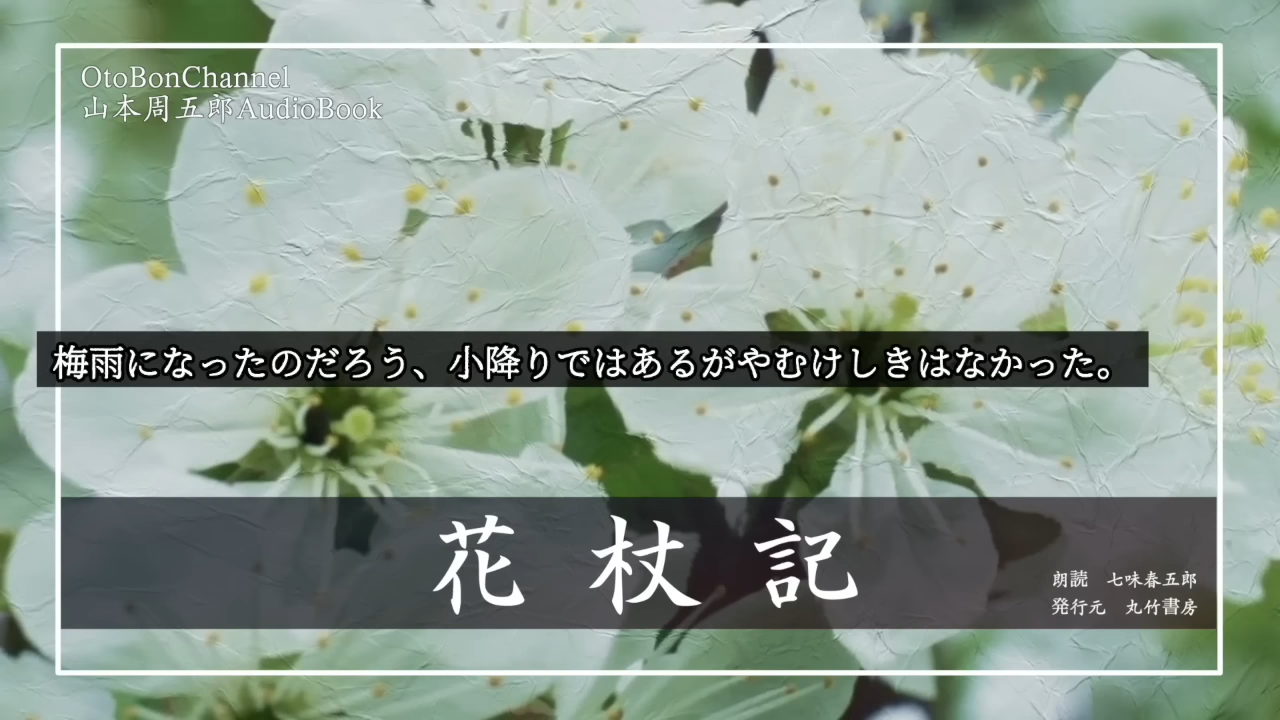 OtoBonChannel
山本周五郎AudioBook
梅雨になったのだろう、小降りではあるがやむけしきはなかった。
花杖記
朗読　七味春五郎
発行元　丸竹書房